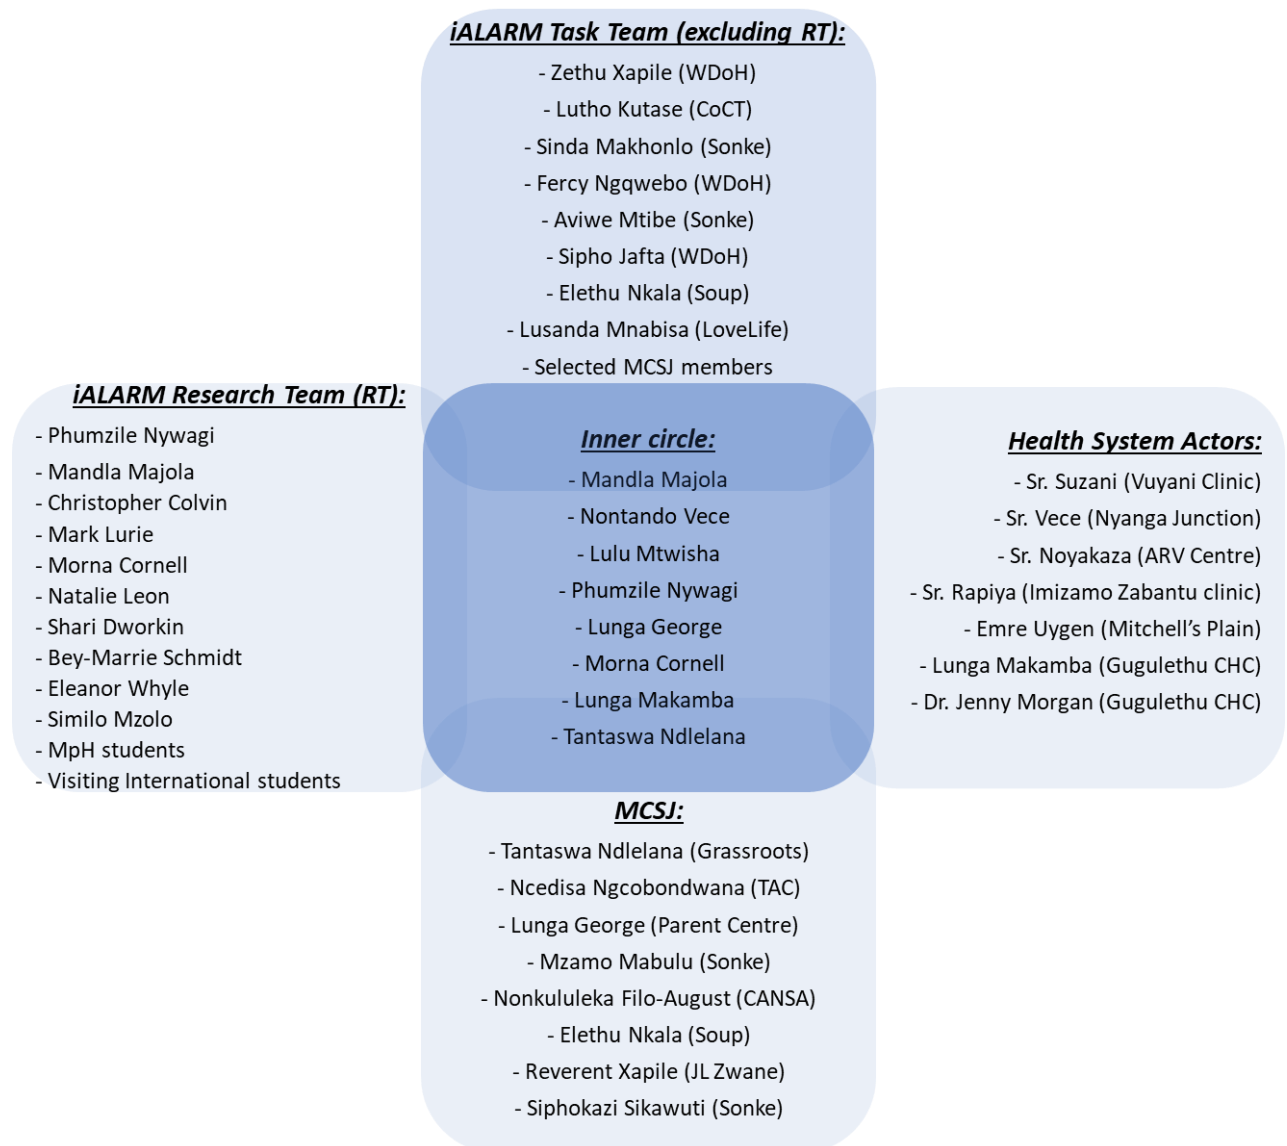 iALARM Task Team (excluding RT):
- Zethu Xapile (WDoH)
- Lutho Kutase (CoCT)
- Sinda Makhonlo (Sonke)
- Fercy Ngqwebo (WDoH)
- Aviwe Mtibe (Sonke)
- Sipho Jafta (WDoH)
- Elethu Nkala (Soup)
- Lusanda Mnabisa (LoveLife)
- Selected MCSJ members
iALARM Research Team (RT):
- Phumzile Nywagi
- Mandla Majola
- Christopher Colvin
- Mark Lurie
- Morna Cornell
- Natalie Leon
- Shari Dworkin
- Bey-Marrie Schmidt
- Eleanor Whyle
- Similo Mzolo
- MpH students
- Visiting International students
Inner circle:
- Mandla Majola
- Nontando Vece
- Lulu Mtwisha
- Phumzile Nywagi
- Lunga George
- Morna Cornell
- Lunga Makamba
- Tantaswa Ndlelana
Health System Actors:
- Sr. Suzani (Vuyani Clinic)
- Sr. Vece (Nyanga Junction)
- Sr. Noyakaza (ARV Centre)
- Sr. Rapiya (Imizamo Zabantu clinic)
- Emre Uygen (Mitchell’s Plain)
- Lunga Makamba (Gugulethu CHC)
- Dr. Jenny Morgan (Gugulethu CHC)
MCSJ:
- Tantaswa Ndlelana (Grassroots)
- Ncedisa Ngcobondwana (TAC)
- Lunga George (Parent Centre)
- Mzamo Mabulu (Sonke)
- Nonkululeka Filo-August (CANSA)
- Elethu Nkala (Soup)
- Reverent Xapile (JL Zwane)
- Siphokazi Sikawuti (Sonke)